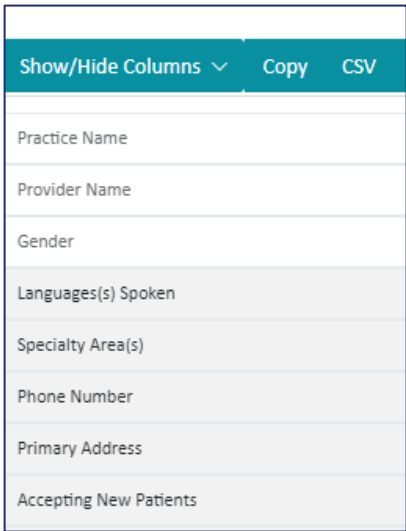 Show/Hide Columns Copy CSV
Practice Name
Provider Name
Gender
Languages(s) Spoken
Specialty Area(s)
Phone Number
Primary Address
Accepting New Patients